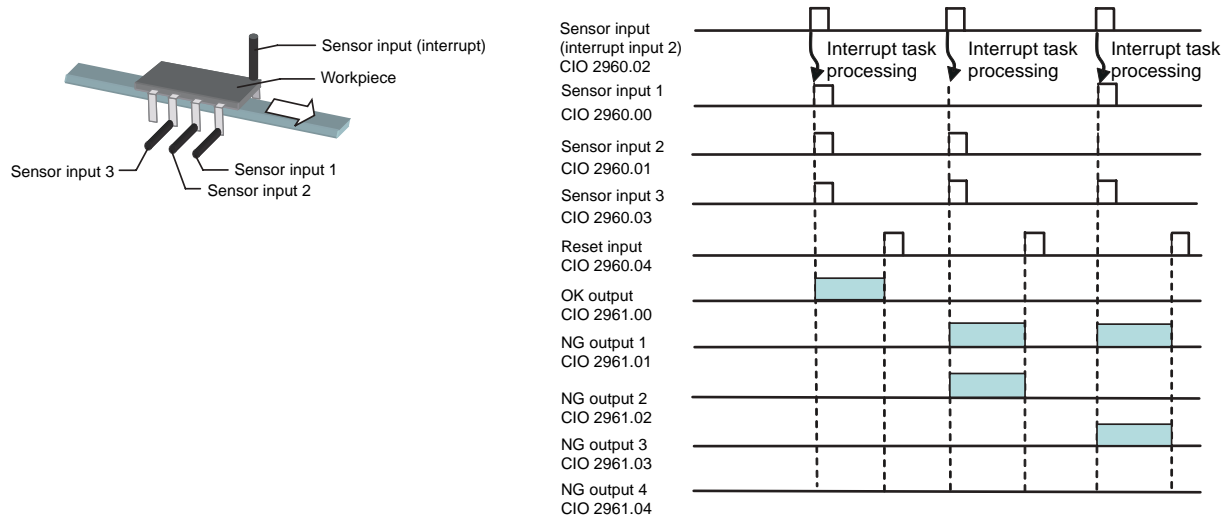 Sensor input (interrupt)
Workpiece
Sensor input 1
Sensor input 3
Sensor input 2
Sensor input
(interrupt input 2)
CIO 2960.02
Interrupt task
processing
Interrupt task
processing
Interrupt task
processing
Sensor input 1
CIO 2960.00
Sensor input 2
CIO 2960.01
Sensor input 3
CIO 2960.03
Reset input
CIO 2960.04
OK output
CIO 2961.00
NG output 1
CIO 2961.01
NG output 2
CIO 2961.02
NG output 3
CIO 2961.03
NG output 4
CIO 2961.04